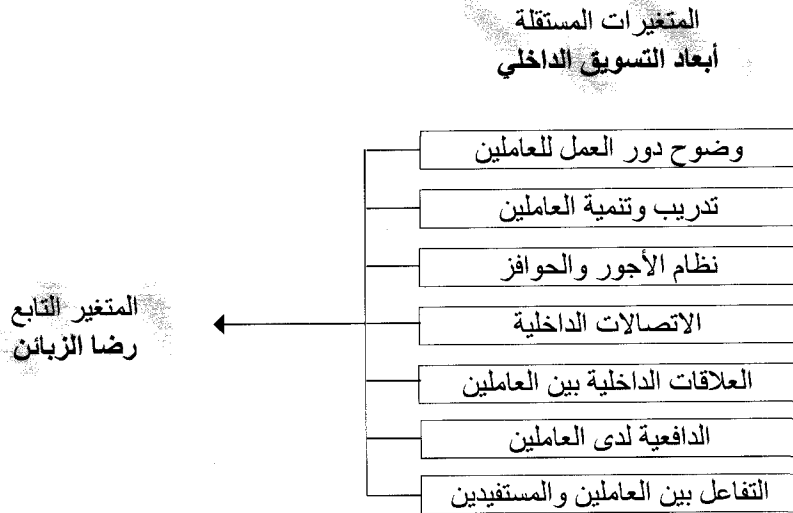 المتغيرات المستقلة
أبعاد التسويق الداخلي
وضوح دور العمل للعاملين
تدريب وتنمية العاملين
نظام الأجور والحوافز
الاتصالات الداخلية
العلاقات الداخلية بين العاملين
الدافعية لدى العاملين
التفاعل بين العاملين والمستفيدين
المتغير التابع
رضا الزبائن